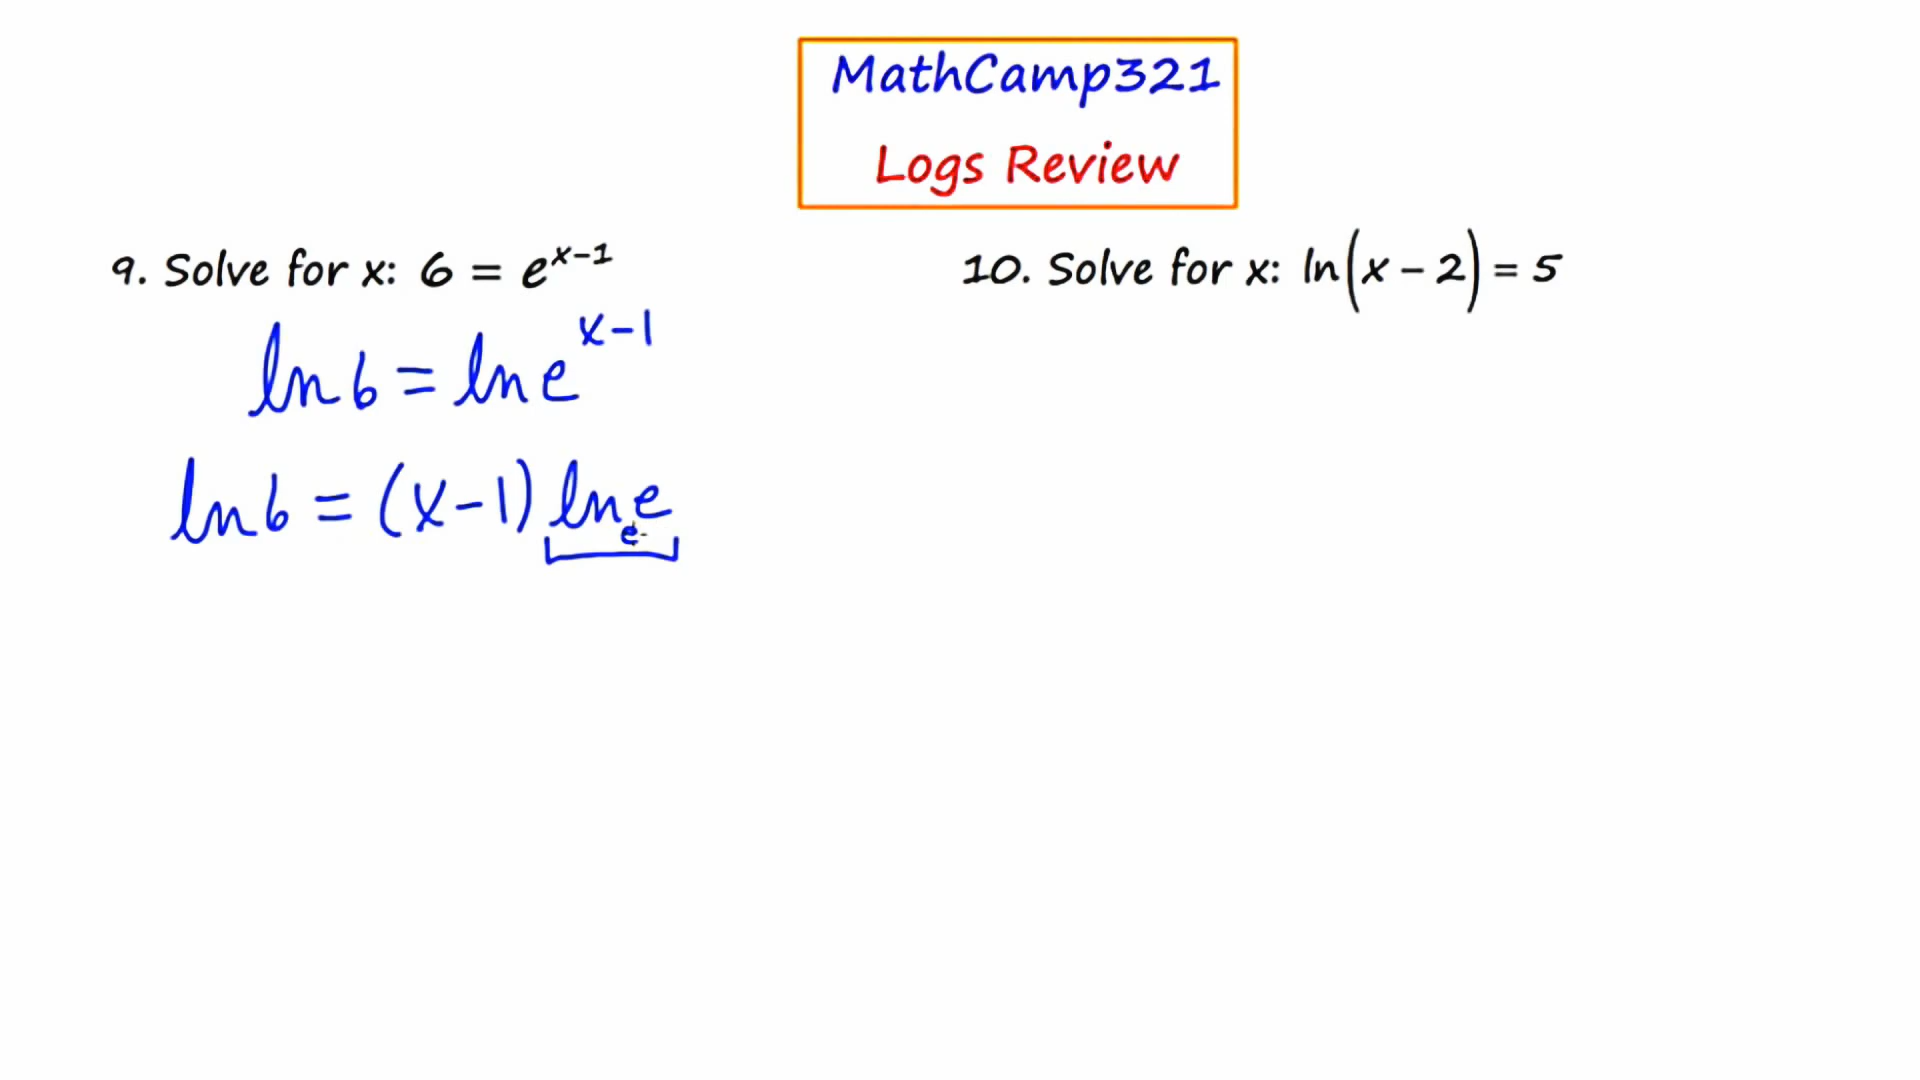 MathCamp321
Logs Review
9. Solve for x: 6 = e^{x-1}
ln 6 = ln e^{x-1}
ln 6 = (x-1) ln_e e
10. Solve for x: ln(x - 2) = 5